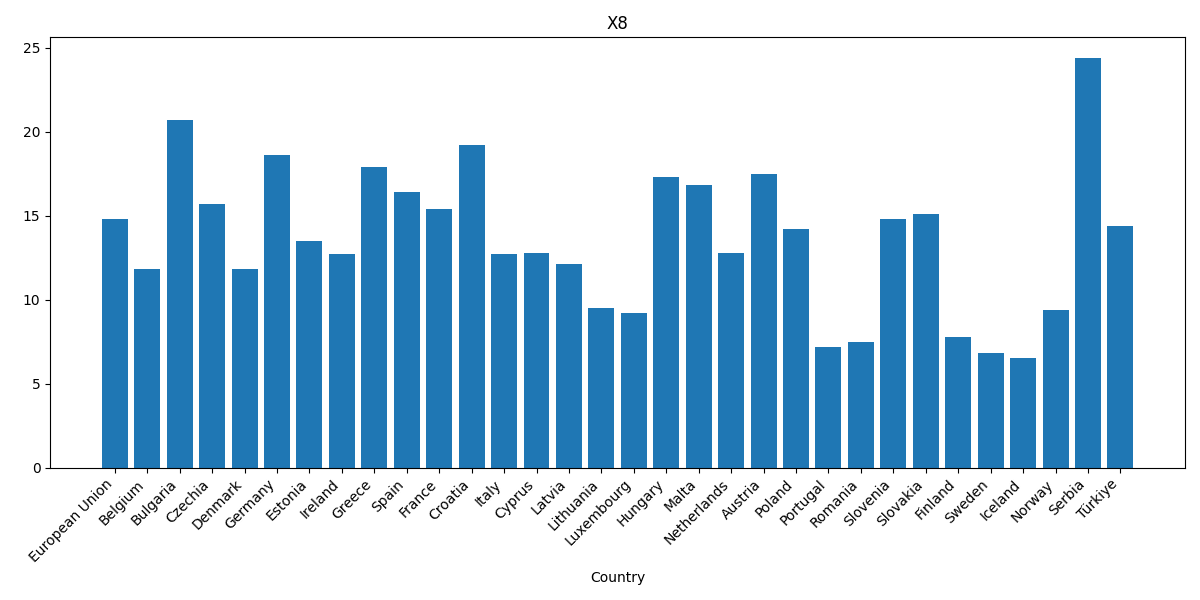 X8
25
20
15
10
5
0
European Union
Belgium
Bulgaria
Czechia
Denmark
Germany
Estonia
Ireland
Greece
Spain
France
Croatia
Italy
Cyprus
Latvia
Lithuania
Luxembourg
Hungary
Malta
Netherlands
Austria
Poland
Portugal
Romania
Slovenia
Slovakia
Finland
Sweden
Iceland
Norway
Serbia
Türkiye
Country